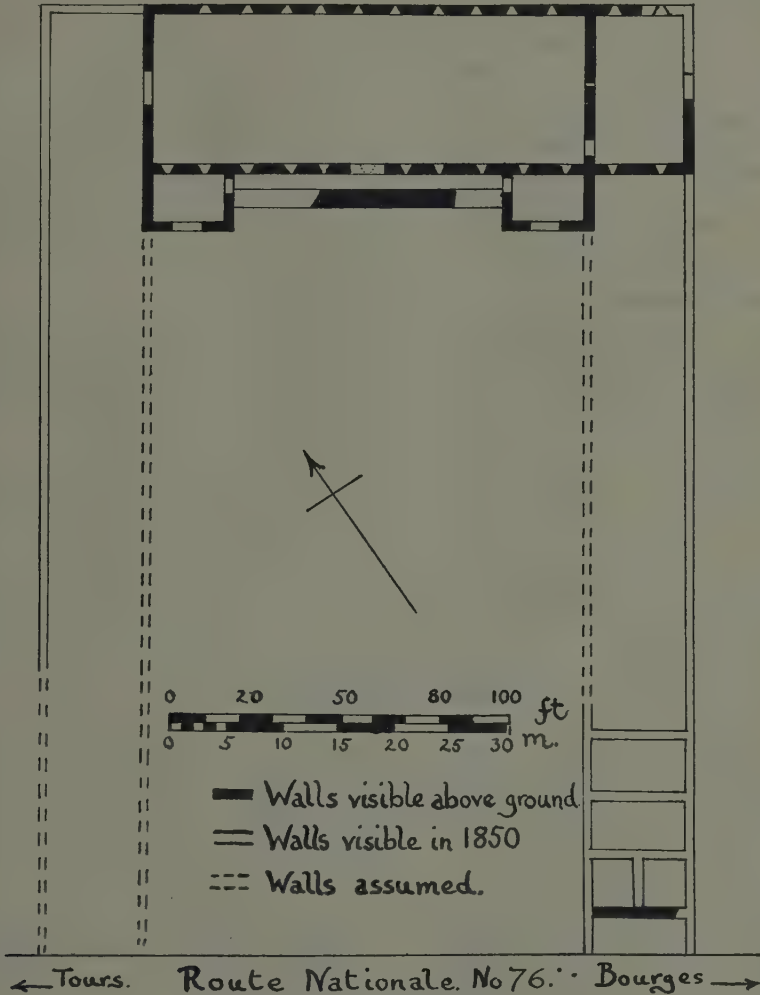 0 20 50 80 100 ft
0 5 10 15 20 25 30 m.
Walls visible above ground
Walls visible in 1850
Walls assumed.
←Tours. Route Nationale. No 76. Bourges→